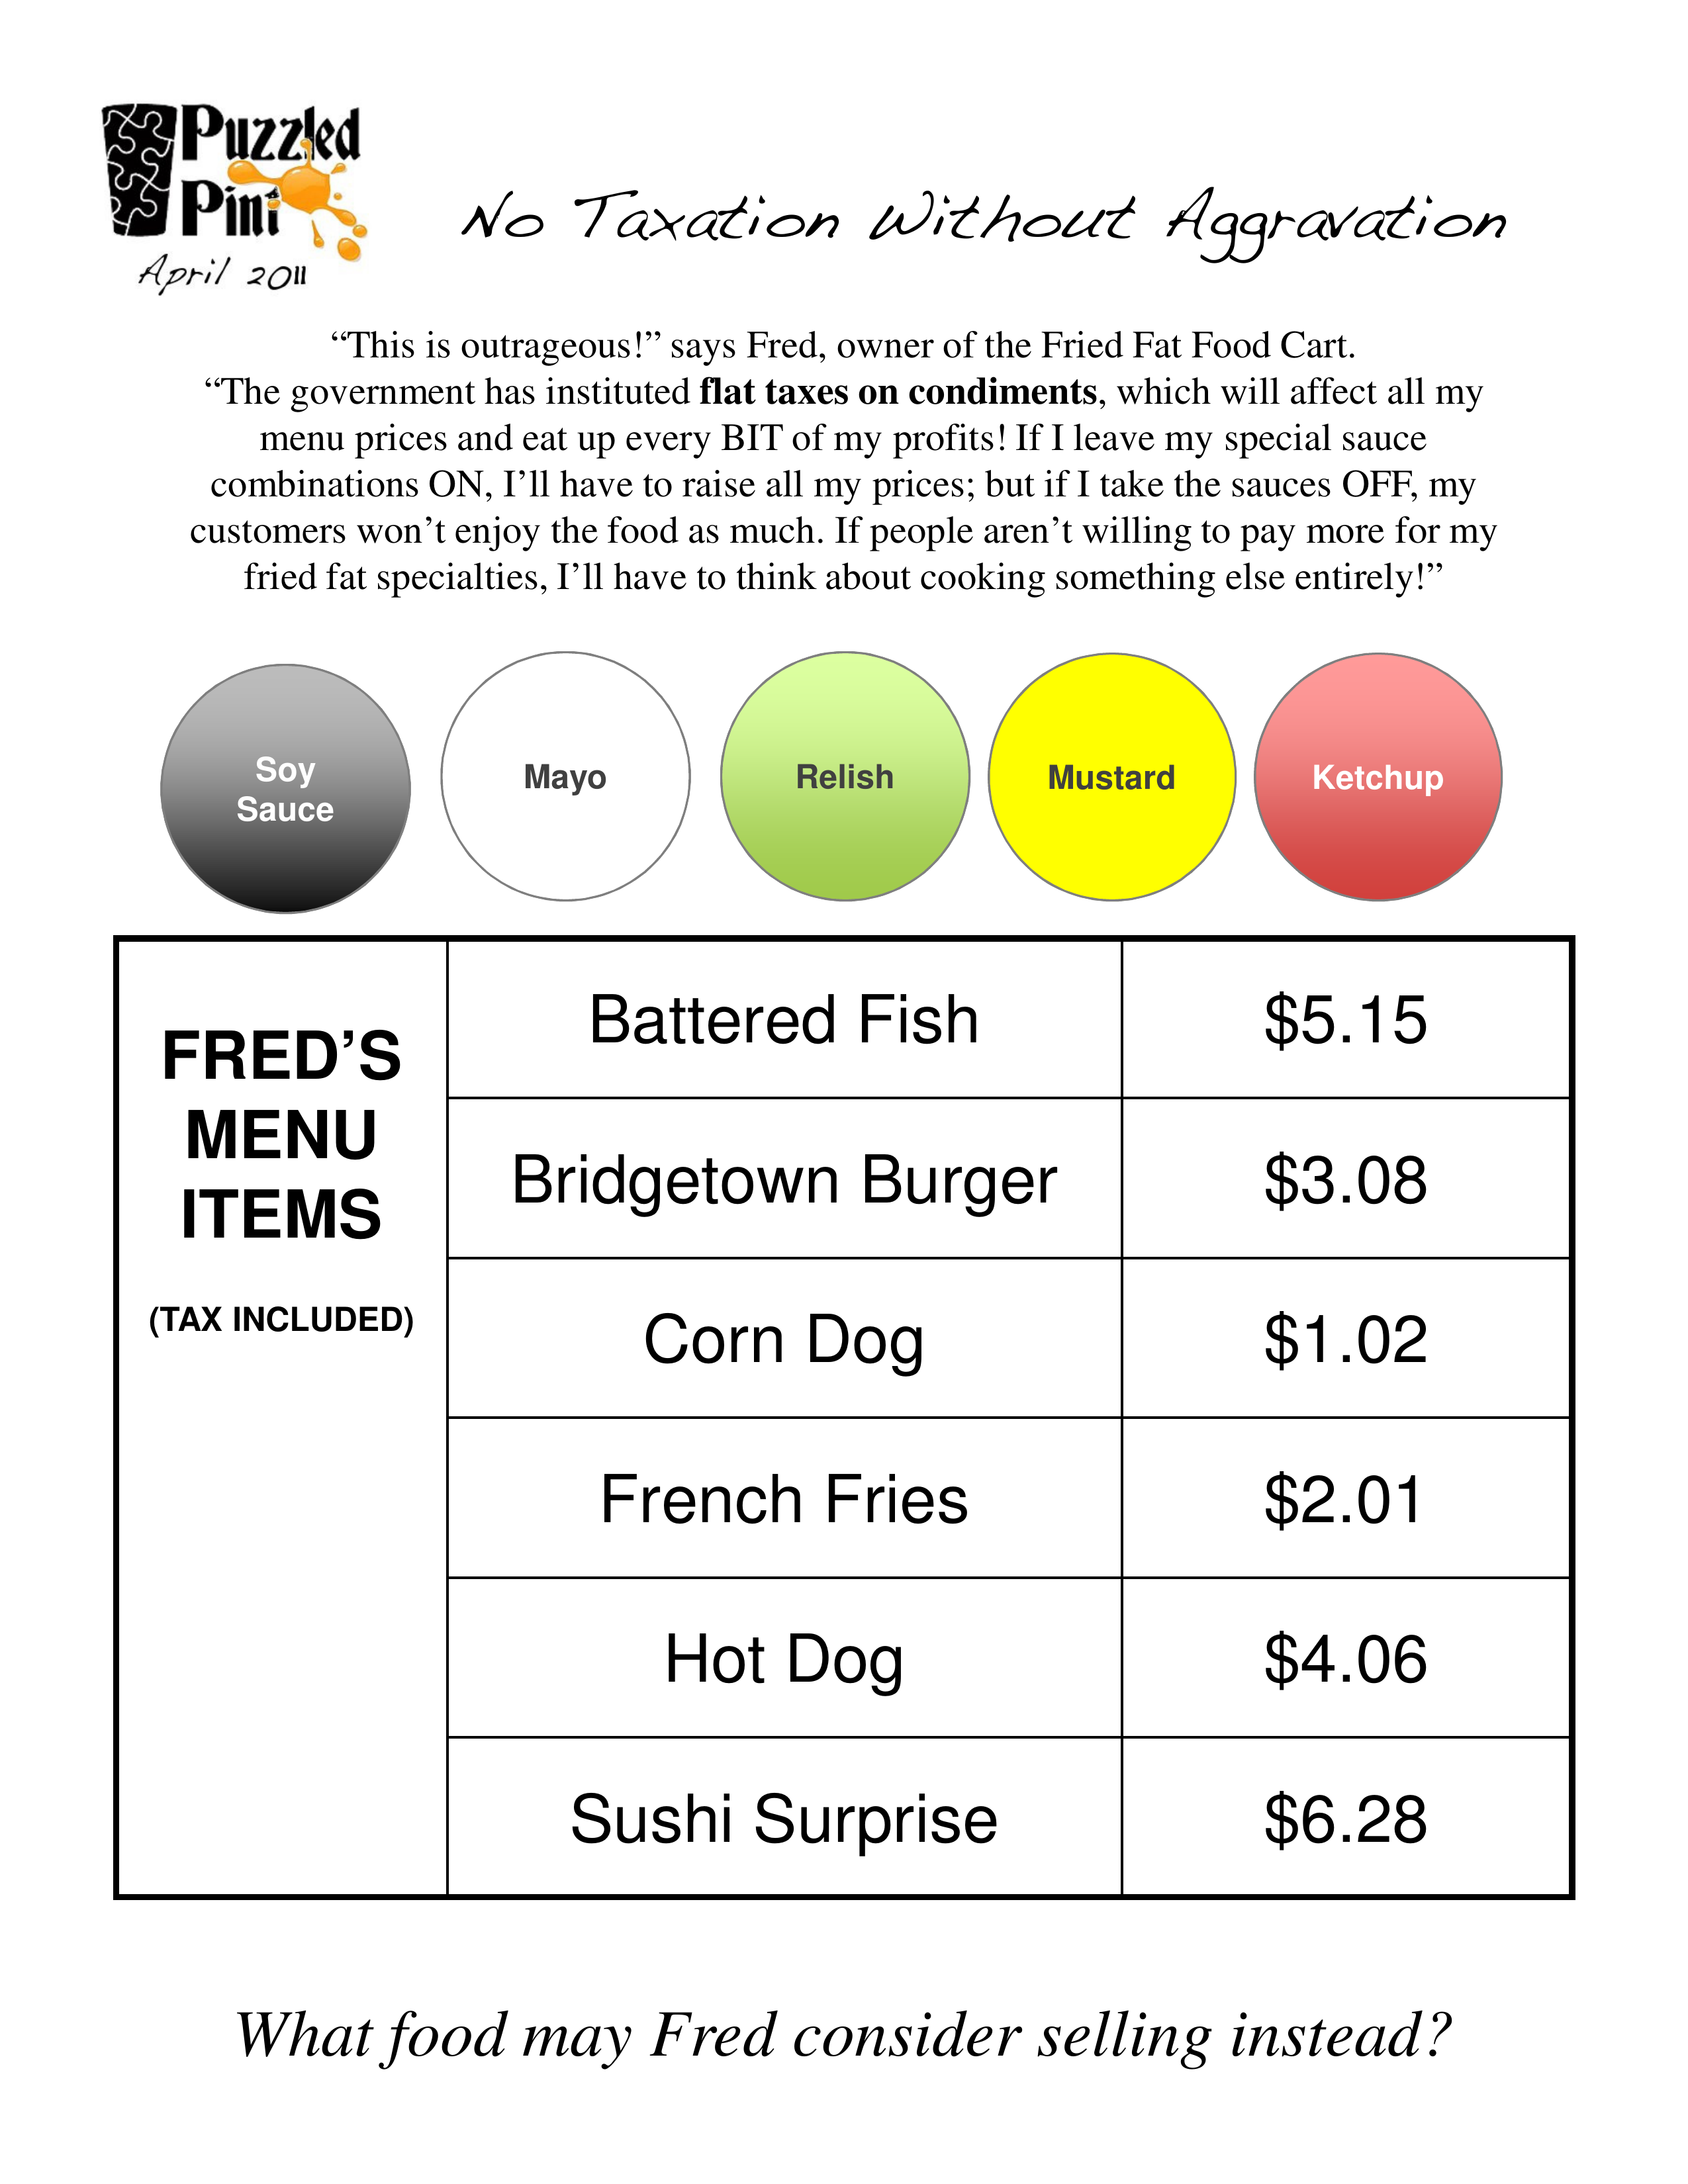 Puzzled
Pint
April 2011
No Taxation Without Aggravation
“This is outrageous!” says Fred, owner of the Fried Fat Food Cart.
“The government has instituted flat taxes on condiments, which will affect all my
menu prices and eat up every BIT of my profits! If I leave my special sauce
combinations ON, I’ll have to raise all my prices; but if I take the sauces OFF, my
customers won’t enjoy the food as much. If people aren’t willing to pay more for my
fried fat specialties, I’ll have to think about cooking something else entirely!”
Soy
Sauce
Mayo
Relish
Mustard
Ketchup
FRED’S
MENU
ITEMS
(TAX INCLUDED)
Battered Fish $5.15
Bridgetown Burger $3.08
Corn Dog $1.02
French Fries $2.01
Hot Dog $4.06
Sushi Surprise $6.28
What food may Fred consider selling instead?